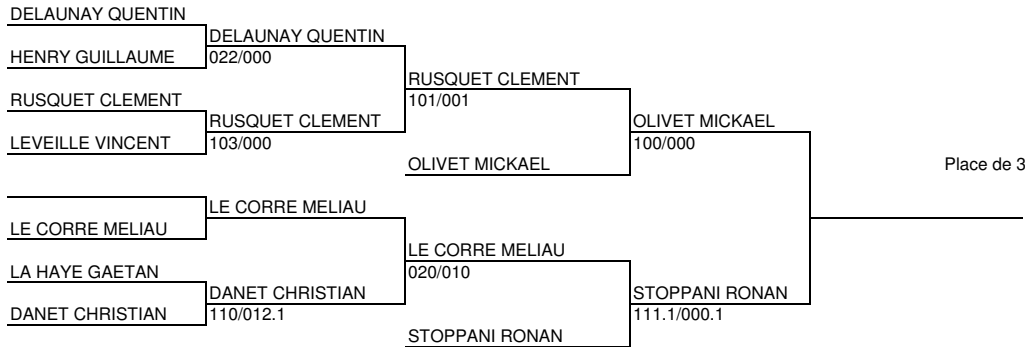 DELAUNAY QUENTIN
HENRY GUILLAUME
RUSQUET CLEMENT
LEVEILLE VINCENT
LE CORRE MELIAU
LA HAYE GAETAN
DANET CHRISTIAN
DELAUNAY QUENTIN
022/000
RUSQUET CLEMENT
103/000
LE CORRE MELIAU
DANET CHRISTIAN
110/012.1
RUSQUET CLEMENT
101/001
OLIVET MICKAEL
LE CORRE MELIAU
020/010
STOPPANI RONAN
OLIVET MICKAEL
100/000
STOPPANI RONAN
111.1/000.1
Place de 3